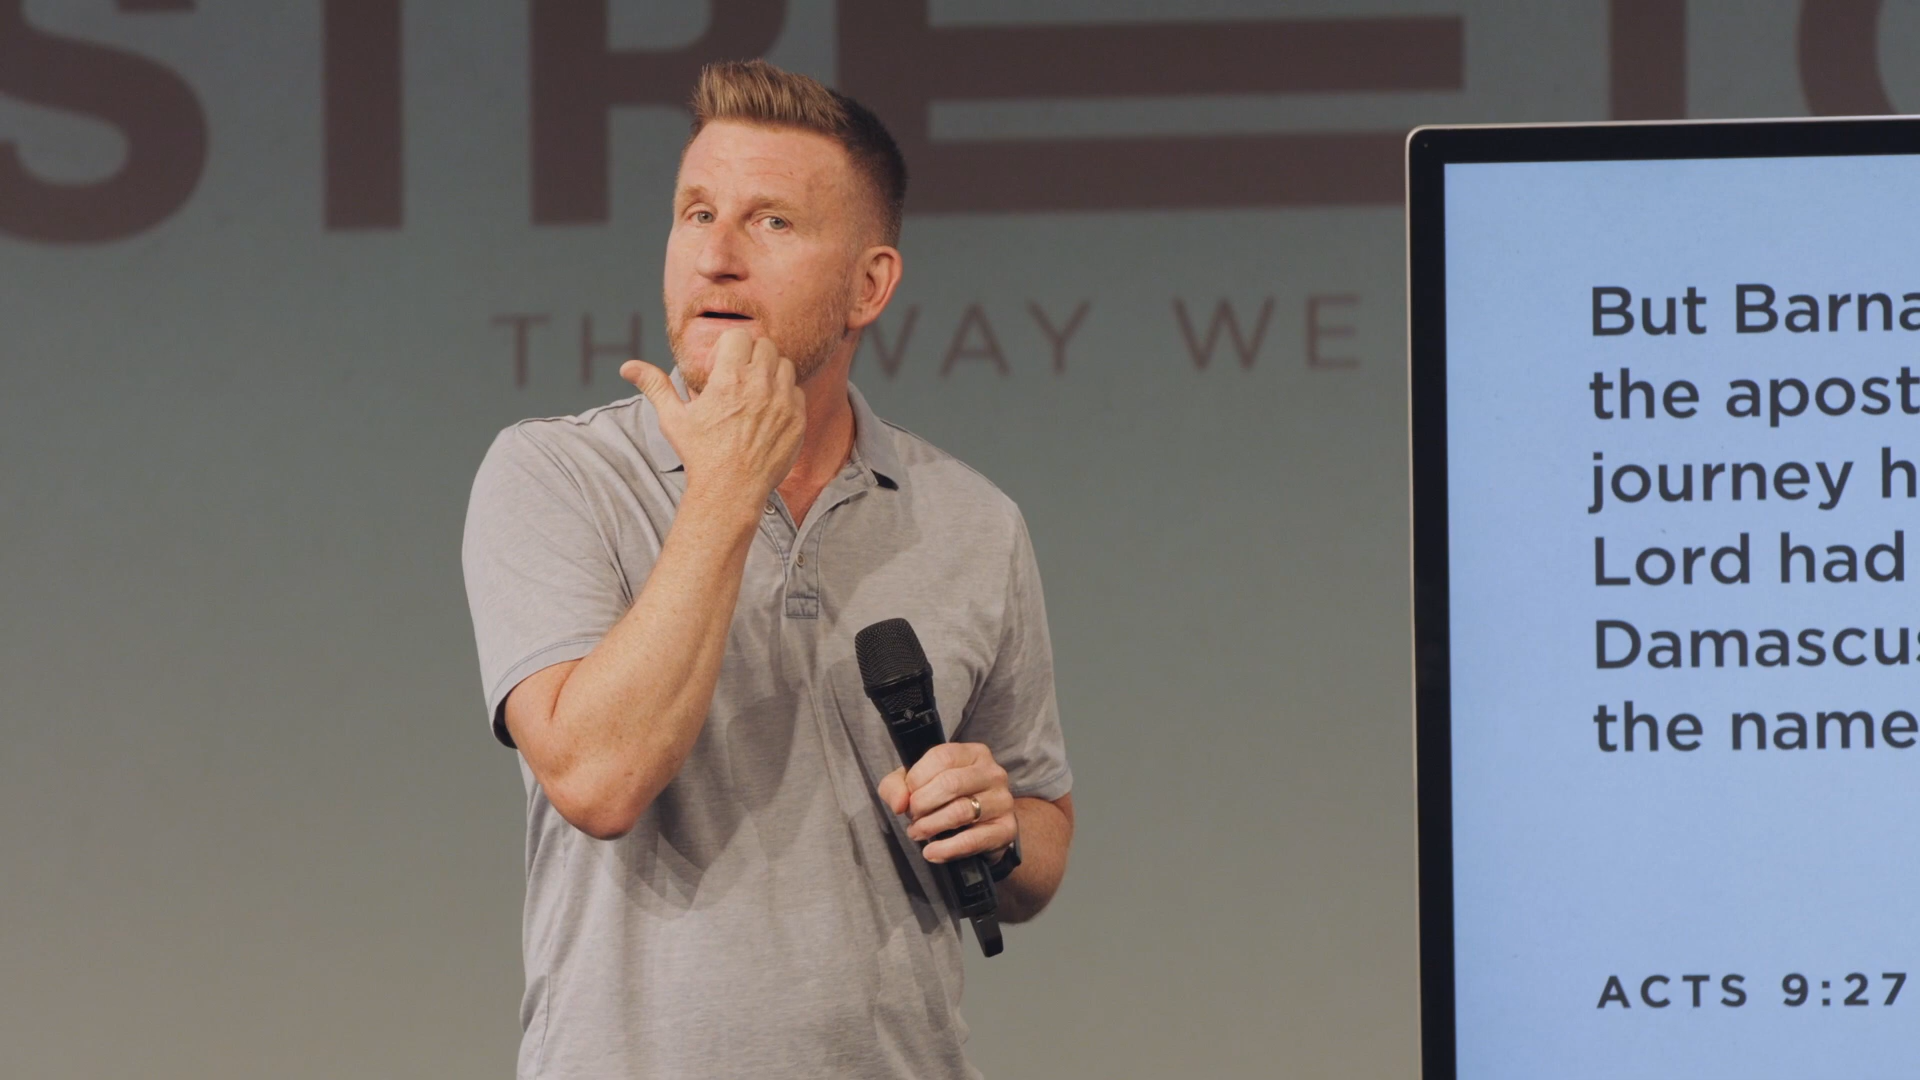 THE WAY WE
But Barna
the apost
journey h
Lord had
Damascus
the name
ACTS 9:27